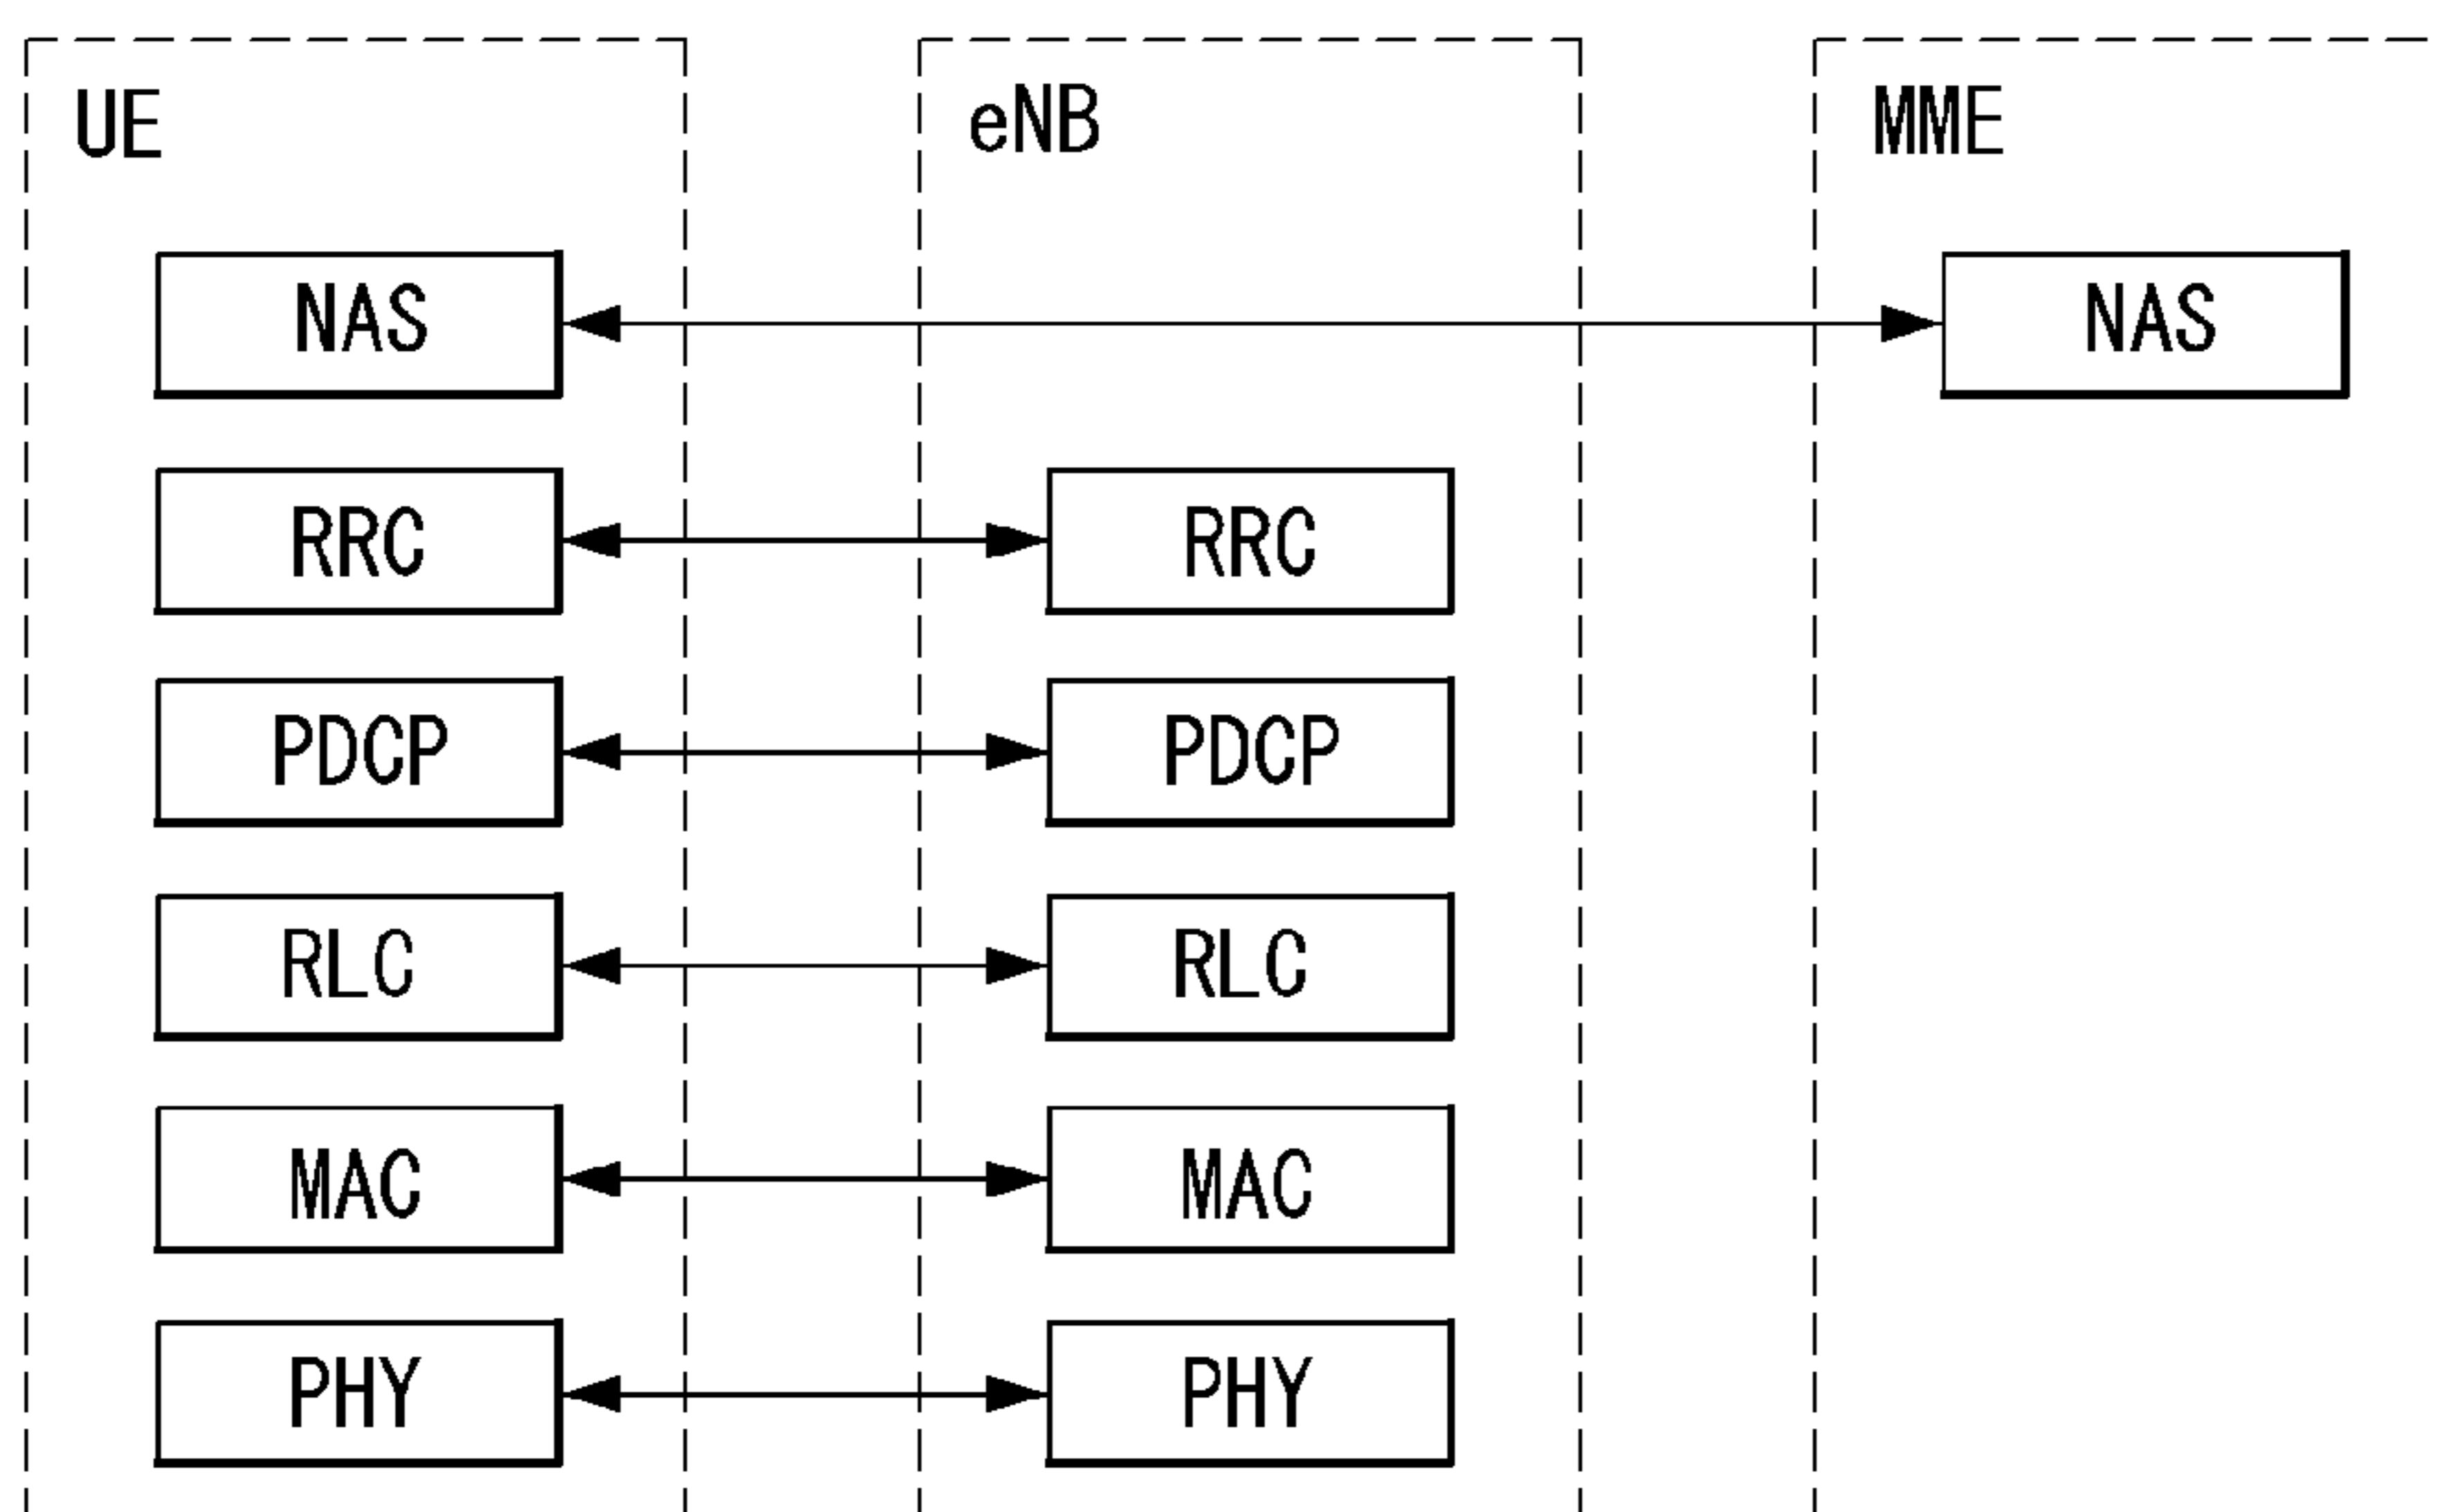 UE eNB MME
NAS NAS
RRC RRC
PDCP PDCP
RLC RLC
MAC MAC
PHY PHY